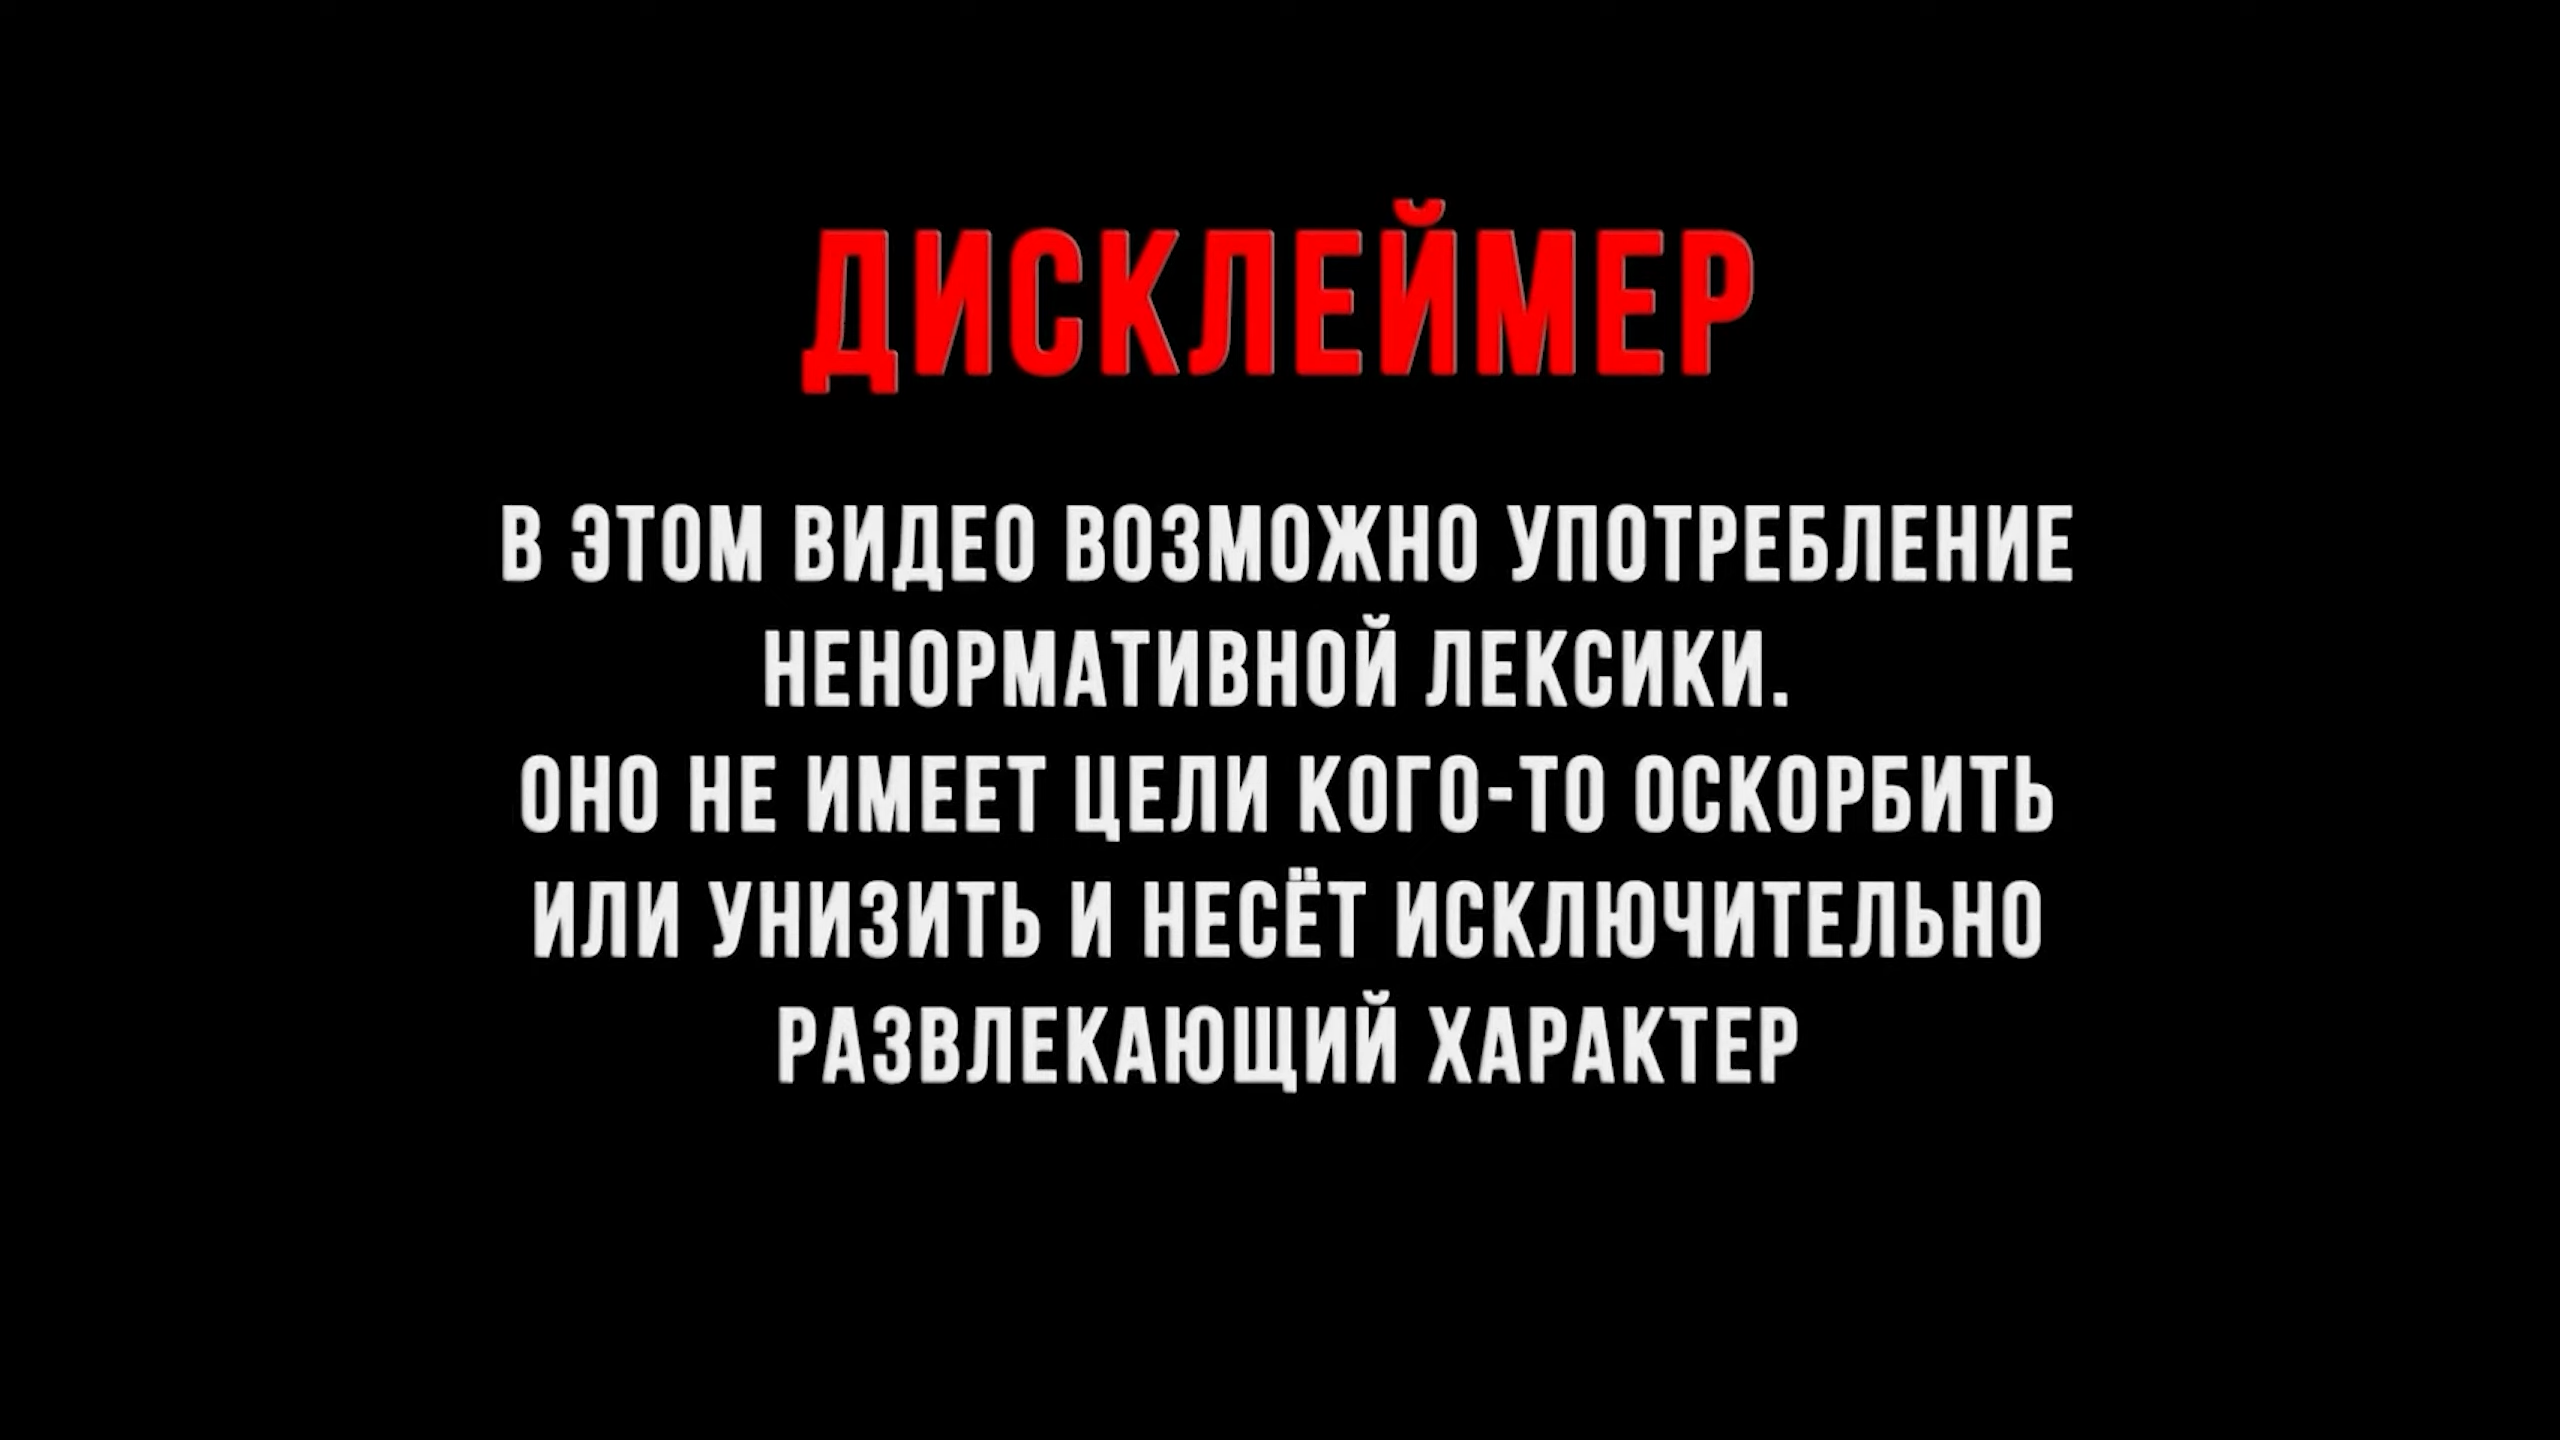 ДИСКЛЕЙМЕР
В ЭТОМ ВИДЕО ВОЗМОЖНО УПОТРЕБЛЕНИЕ
НЕНОРМАТИВНОЙ ЛЕКСИКИ.
ОНО НЕ ИМЕЕТ ЦЕЛИ КОГО-ТО ОСКОРБИТЬ
ИЛИ УНИЗИТЬ И НЕСЁТ ИСКЛЮЧИТЕЛЬНО
РАЗВЛЕКАЮЩИЙ ХАРАКТЕР